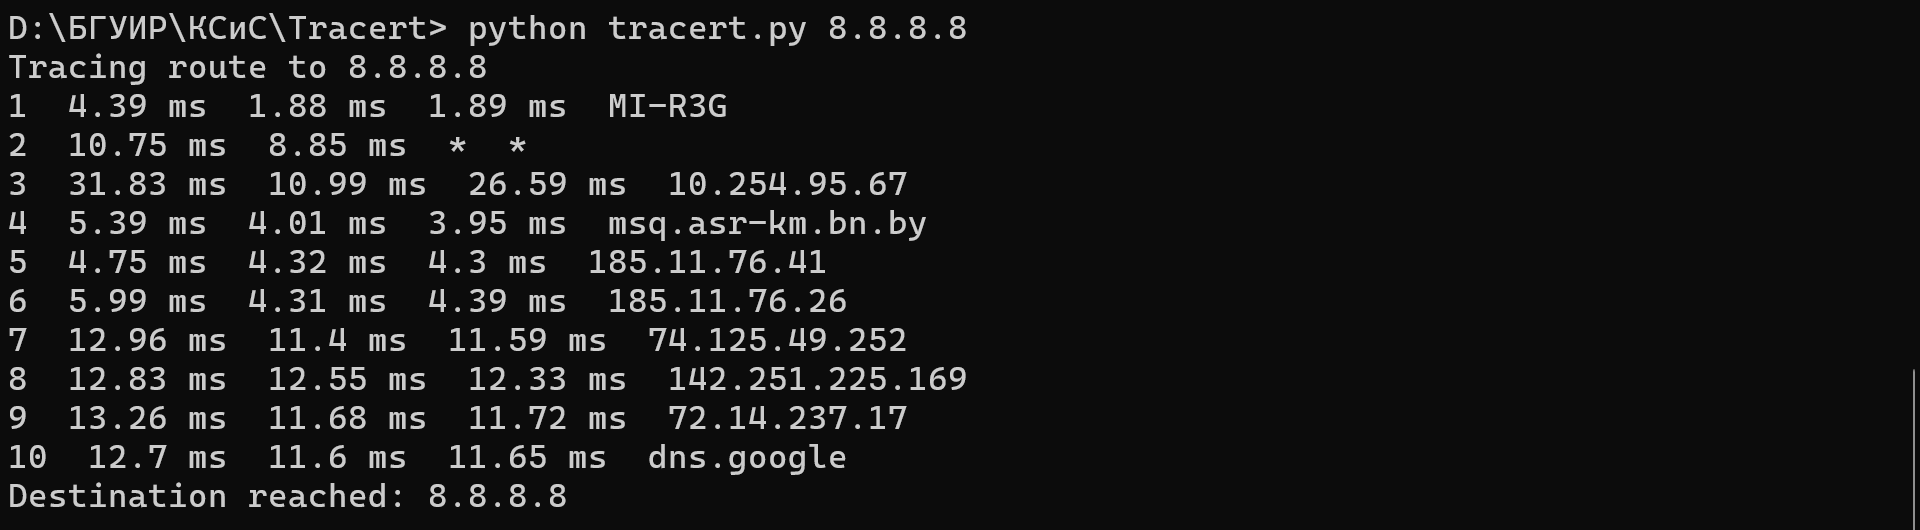 D:\БГУИР\КСиС\Tracert> python tracert.py 8.8.8.8
Tracing route to 8.8.8.8
1  4.39 ms  1.88 ms  1.89 ms  MI-R3G
2  10.75 ms  8.85 ms  *  *
3  31.83 ms  10.99 ms  26.59 ms  10.254.95.67
4  5.39 ms  4.01 ms  3.95 ms  msq.asr-km.bn.by
5  4.75 ms  4.32 ms  4.3 ms  185.11.76.41
6  5.99 ms  4.31 ms  4.39 ms  185.11.76.26
7  12.96 ms  11.4 ms  11.59 ms  74.125.49.252
8  12.83 ms  12.55 ms  12.33 ms  142.251.225.169
9  13.26 ms  11.68 ms  11.72 ms  72.14.237.17
10  12.7 ms  11.6 ms  11.65 ms  dns.google
Destination reached: 8.8.8.8